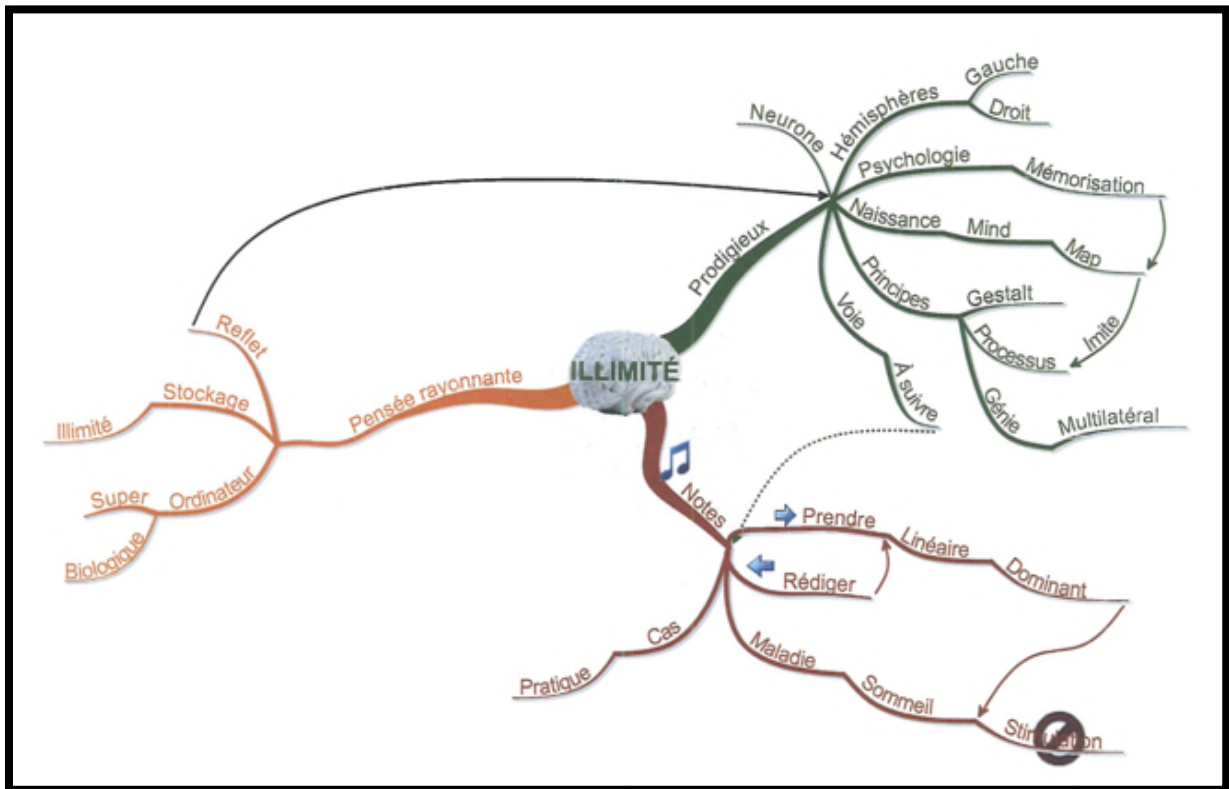 ILLIMITÉ
Prodigieux
Neurone
Hémisphères
Gauche
Droit
Psychologie
Mémorisation
Naissance
Mind
Map
Principes
Gestalt
Processus
Imite
Génie
Multilatéral
Voie
À suivre
Notes
Prendre
Linéaire
Dominant
Rédiger
Maladie
Sommeil
Stimulation
Cas
Pratique
Pensée rayonnante
Reflet
Stockage
Illimité
Ordinateur
Super
Biologique